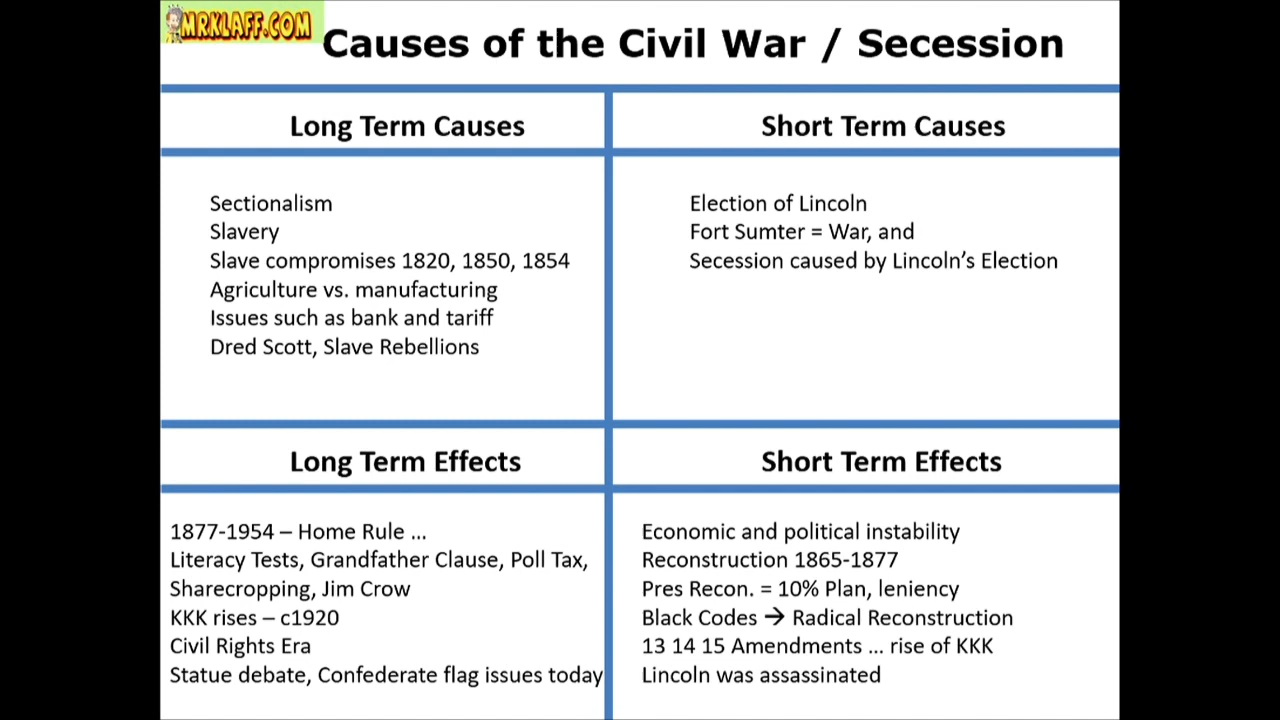 MRKLAFF.COM
Causes of the Civil War / Secession
Long Term Causes
Sectionalism
Slavery
Slave compromises 1820, 1850, 1854
Agriculture vs. manufacturing
Issues such as bank and tariff
Dred Scott, Slave Rebellions
Short Term Causes
Election of Lincoln
Fort Sumter = War, and
Secession caused by Lincoln’s Election
Long Term Effects
1877-1954 – Home Rule …
Literacy Tests, Grandfather Clause, Poll Tax,
Sharecropping, Jim Crow
KKK rises – c1920
Civil Rights Era
Statue debate, Confederate flag issues today
Short Term Effects
Economic and political instability
Reconstruction 1865-1877
Pres Recon. = 10% Plan, leniency
Black Codes → Radical Reconstruction
13 14 15 Amendments … rise of KKK
Lincoln was assassinated